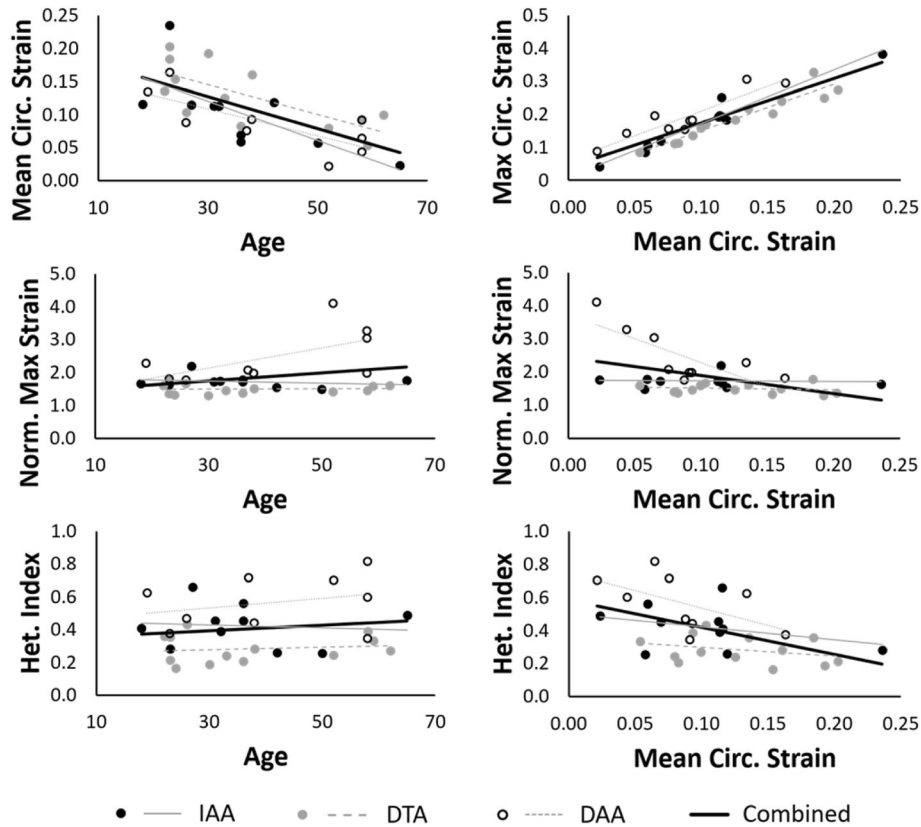 Mean Circ. Strain
0.25
0.20
0.15
0.10
0.05
0.00
10 30 50 70
Age
Max Circ. Strain
0.5
0.4
0.3
0.2
0.1
0
0.00 0.05 0.10 0.15 0.20 0.25
Mean Circ. Strain
Norm. Max Strain
5.0
4.0
3.0
2.0
1.0
0.0
10 30 50 70
Age
Norm. Max Strain
5.0
4.0
3.0
2.0
1.0
0.0
0.00 0.05 0.10 0.15 0.20 0.25
Mean Circ. Strain
Het. Index
1.0
0.8
0.6
0.4
0.2
0.0
10 30 50 70
Age
Het. Index
1.0
0.8
0.6
0.4
0.2
0.0
0.00 0.05 0.10 0.15 0.20 0.25
Mean Circ. Strain
IAA DTA DAA Combined